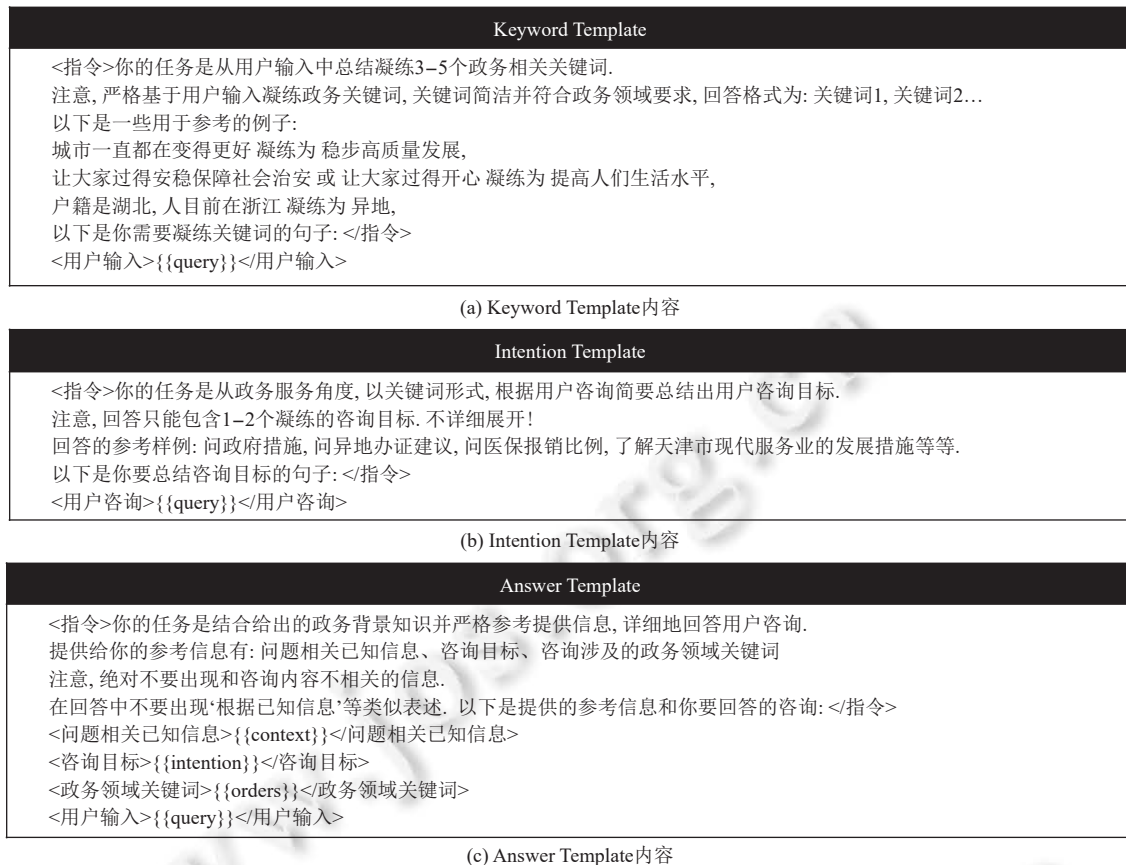 Keyword Template
<指令>你的任务是从用户输入中总结凝练3−5个政务相关关键词.
注意, 严格基于用户输入凝练政务关键词, 关键词简洁并符合政务领域要求, 回答格式为: 关键词1, 关键词2…
以下是一些用于参考的例子:
城市一直都在变得更好 凝练为 稳步高质量发展,
让大家过得安稳保障社会治安 或 让大家过得开心 凝练为 提高人们生活水平,
户籍是湖北, 人目前在浙江 凝练为 异地,
以下是你需要凝练关键词的句子: </指令>
<用户输入>{{query}}</用户输入>
(a) Keyword Template内容
Intention Template
<指令>你的任务是从政务服务角度, 以关键词形式, 根据用户咨询简要总结出用户咨询目标.
注意, 回答只能包含1−2个凝练的咨询目标. 不详细展开!
回答的参考样例: 问政府措施, 问异地办证建议, 问医保报销比例, 了解天津市现代服务业的发展措施等等.
以下是你要总结咨询目标的句子: </指令>
<用户咨询>{{query}}</用户咨询>
(b) Intention Template内容
Answer Template
<指令>你的任务是结合给出的政务背景知识并严格参考提供信息, 详细地回答用户咨询.
提供给你的参考信息有: 问题相关已知信息、咨询目标、咨询涉及的政务领域关键词
注意, 绝对不要出现和咨询内容不相关的信息.
在回答中不要出现‘根据已知信息’等类似表述. 以下是提供的参考信息和你要回答的咨询: </指令>
<问题相关已知信息>{{context}}</问题相关已知信息>
<咨询目标>{{intention}}</咨询目标>
<政务领域关键词>{{orders}}</政务领域关键词>
<用户输入>{{query}}</用户输入>
(c) Answer Template内容